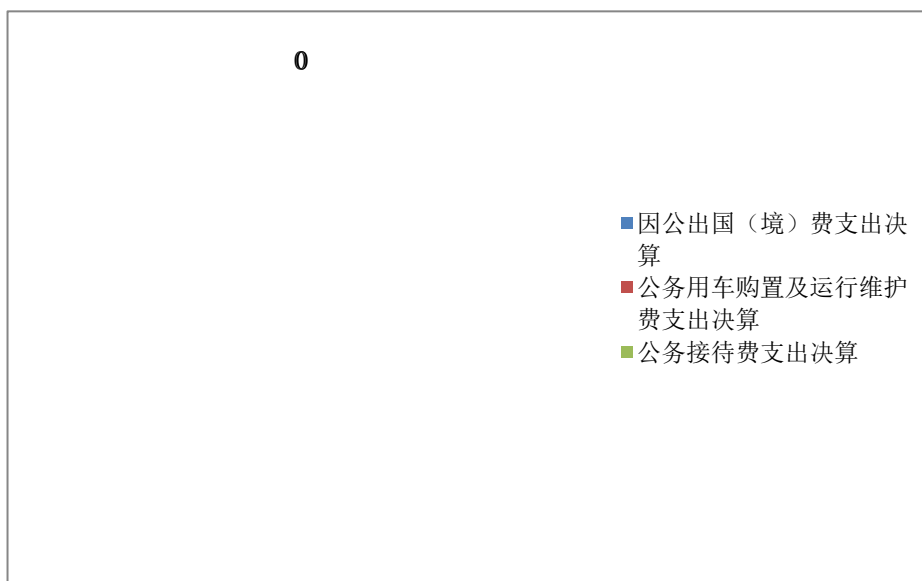 0
因公出国（境）费支出决
算
公务用车购置及运行维护
费支出决算
公务接待费支出决算